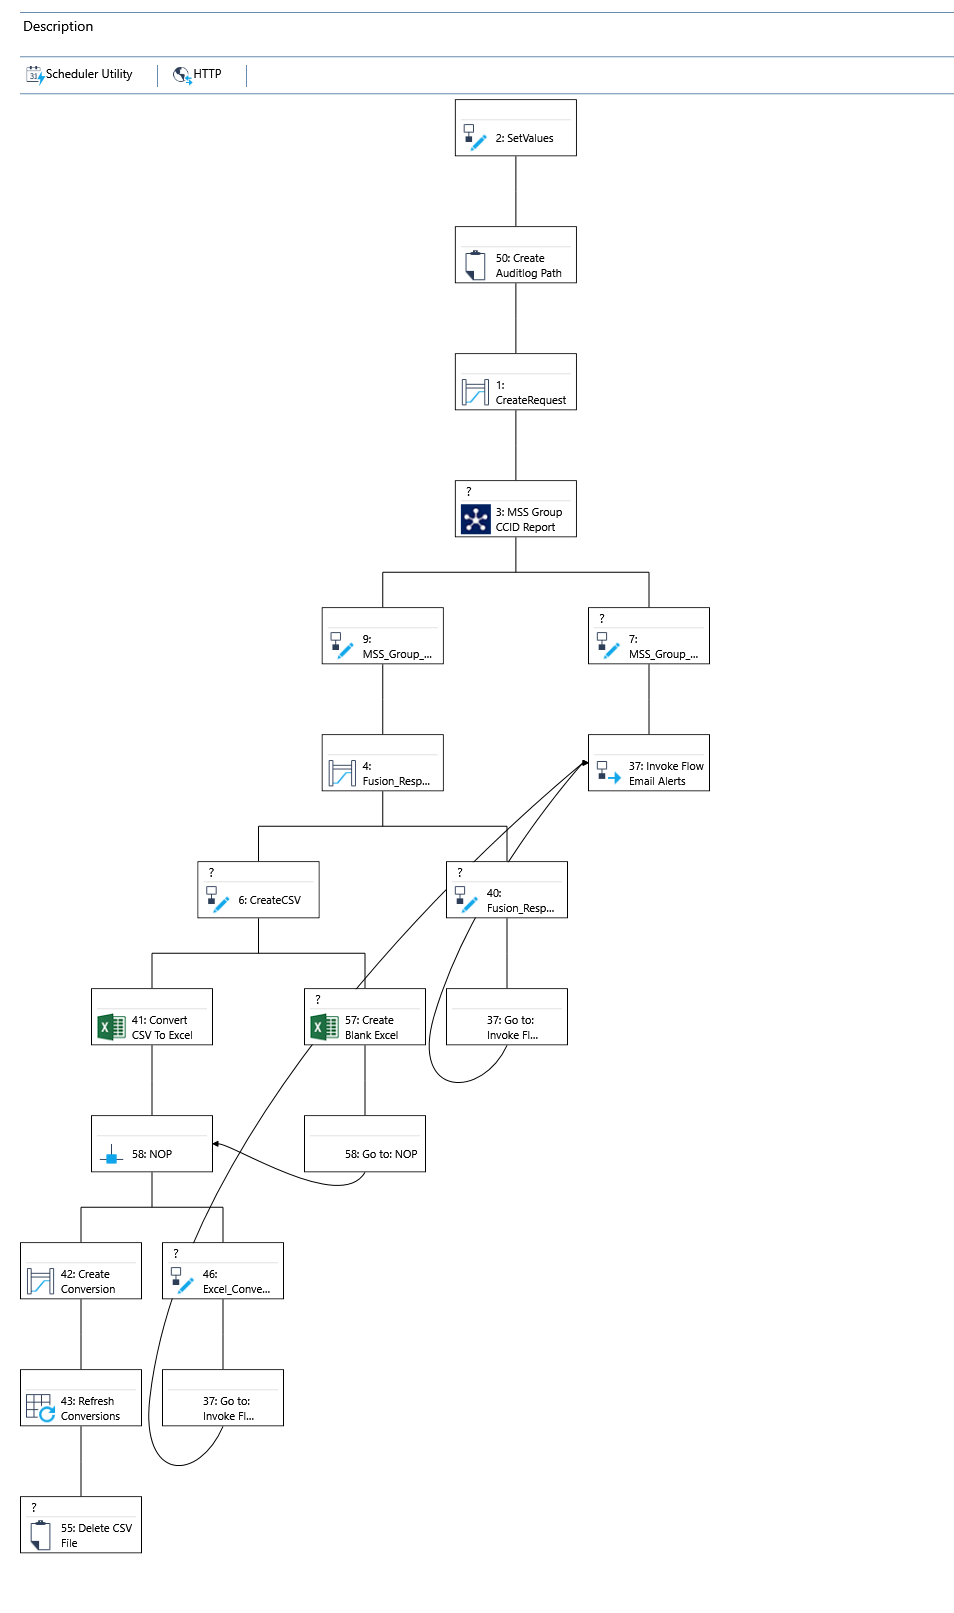 Description
Scheduler Utility
HTTP
2: SetValues
50: Create
Auditlog Path
1:
CreateRequest
?
3: MSS Group
CCID Report
9:
MSS_Group_...
?
7:
MSS_Group_...
4:
Fusion_Resp...
37: Invoke Flow
Email Alerts
?
6: CreateCSV
?
40:
Fusion_Resp...
41: Convert
CSV To Excel
?
57: Create
Blank Excel
37: Go to:
Invoke Fl...
58: NOP
58: Go to: NOP
42: Create
Conversion
?
46:
Excel_Conve...
43: Refresh
Conversions
37: Go to:
Invoke Fl...
?
55: Delete CSV
File